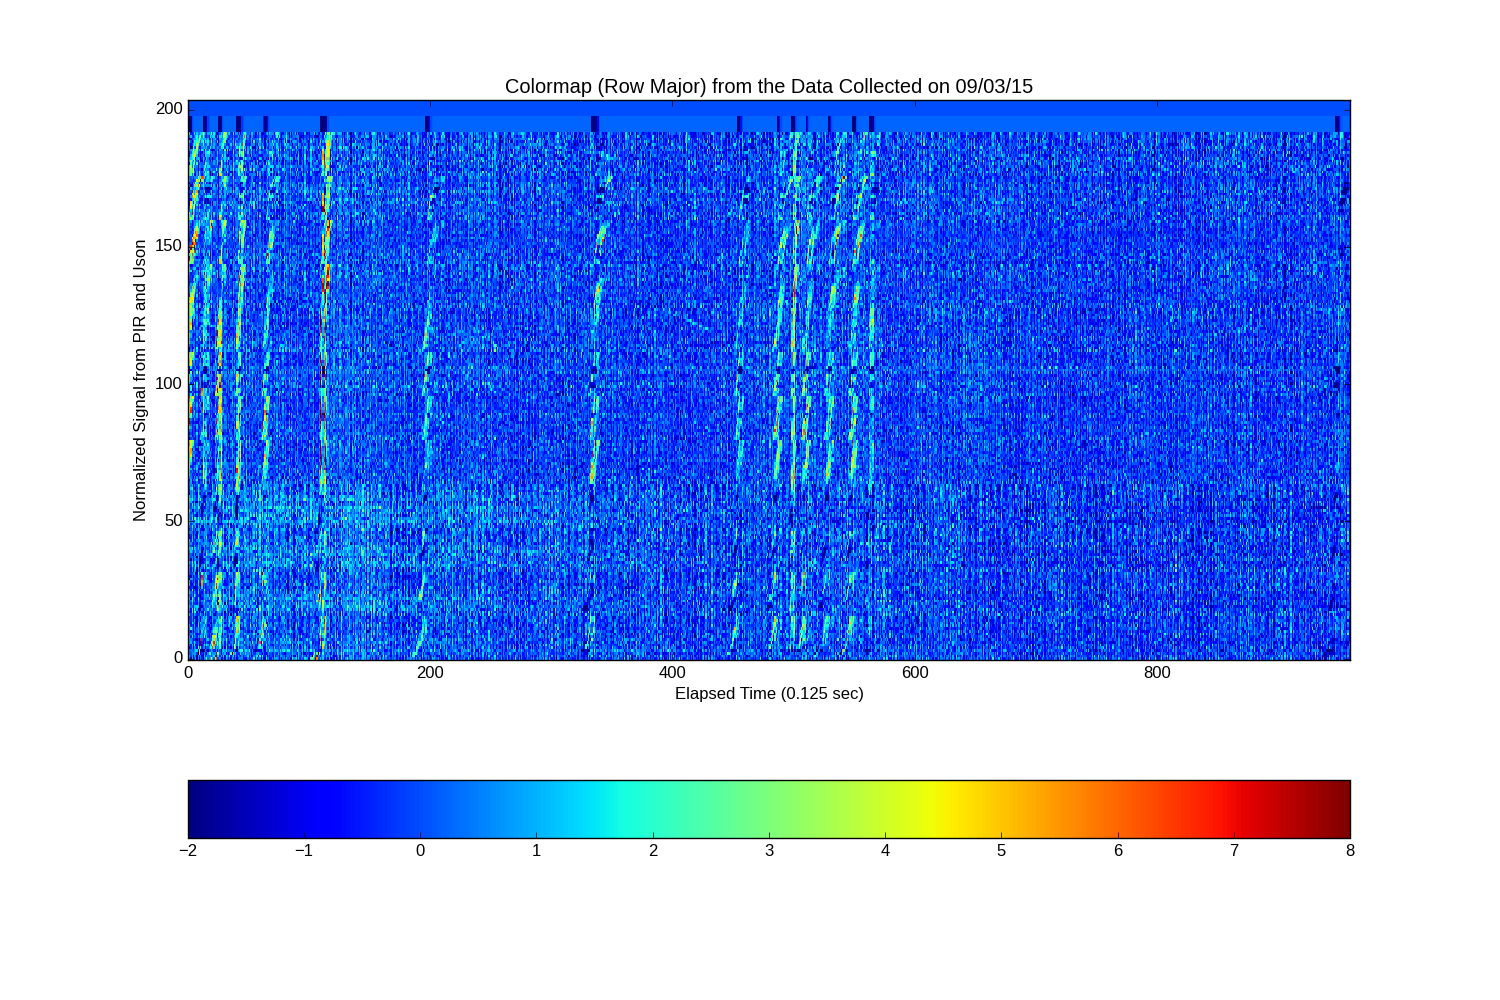 Colormap (Row Major) from the Data Collected on 09/03/15
Normalized Signal from PIR and Uson
200
150
100
50
0
0 200 400 600 800
Elapsed Time (0.125 sec)
−2 −1 0 1 2 3 4 5 6 7 8